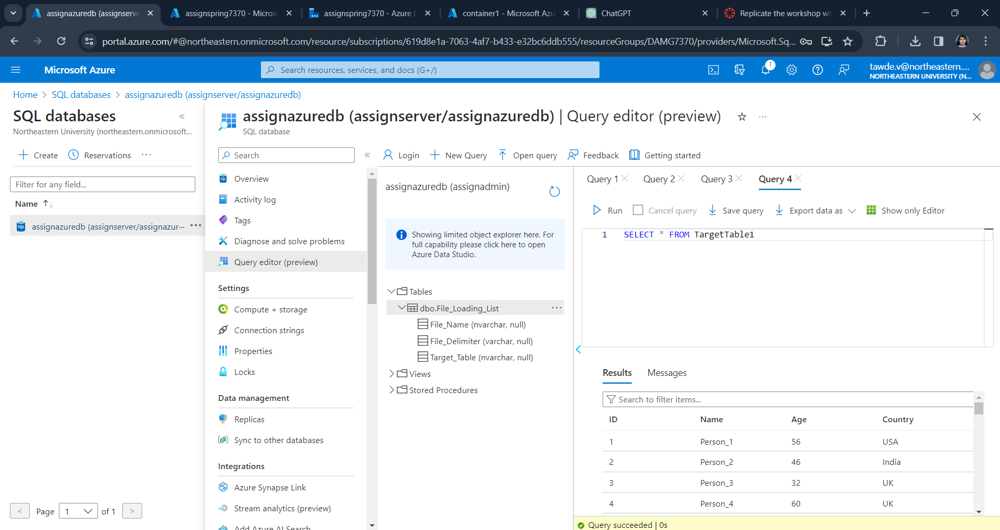 assignazuredb (assignserve
assignspring7370 - Micros
assignspring7370 - Azure D
container1 - Microsoft Azu
ChatGPT
Replicate the workshop wi
portal.azure.com/#@northeastern.onmicrosoft.com/resource/subscriptions/619d8e1a-7063-4af7-b433-e32bc6ddb555/resourceGroups/DAMG7370/providers/Microsoft.Sq...
Microsoft Azure
Search resources, services, and docs (G+/)
1
tawde.v@northeastern....
NORTHEASTERN UNIVERSITY (N...
Home > SQL databases > assignazuredb (assignserver/assignazuredb)
SQL databases
Northeastern University (northeastern.onmicrosoft...
Create
Reservations
Filter for any field...
Name
assignazuredb (assignserver/assignazur...
Page 1 of 1
assignazuredb (assignserver/assignazuredb) | Query editor (preview)
SQL database
Search
Overview
Activity log
Tags
Diagnose and solve problems
Query editor (preview)
Settings
Compute + storage
Connection strings
Properties
Locks
Data management
Replicas
Sync to other databases
Integrations
Azure Synapse Link
Stream analytics (preview)
Add Azure AI Search
Login
New Query
Open query
Feedback
Getting started
assignazuredb (assignadmin)
Showing limited object explorer here. For
full capability please click here to open
Azure Data Studio.
Tables
dbo.File_Loading_List
File_Name (nvarchar, null)
File_Delimiter (varchar, null)
Target_Table (nvarchar, null)
Views
Stored Procedures
Query 1
Query 2
Query 3
Query 4
Run
Cancel query
Save query
Export data as
Show only Editor
1 SELECT * FROM TargetTable1
Results
Messages
Search to filter items...
ID Name Age Country
1 Person_1 56 USA
2 Person_2 46 India
3 Person_3 32 UK
4 Person_4 60 UK
Query succeeded | 0s